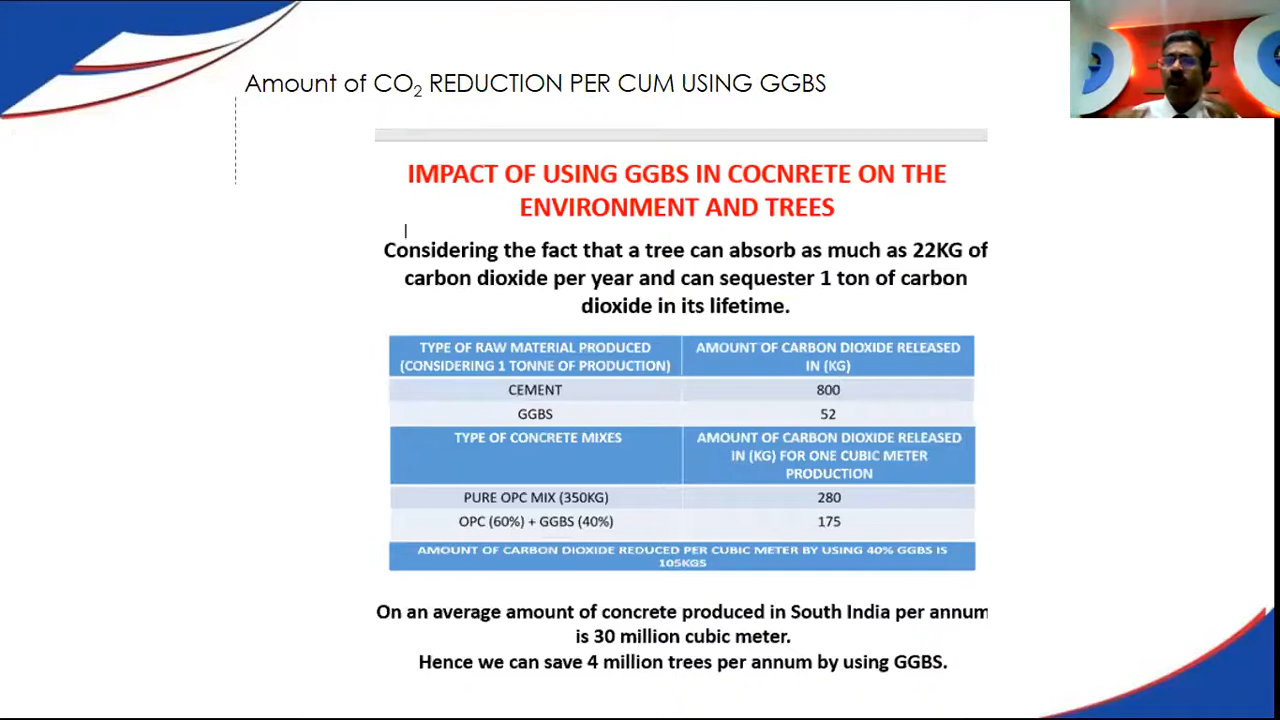 Amount of CO₂ REDUCTION PER CUM USING GGBS
IMPACT OF USING GGBS IN COCNRETE ON THE
ENVIRONMENT AND TREES
Considering the fact that a tree can absorb as much as 22KG of
carbon dioxide per year and can sequester 1 ton of carbon
dioxide in its lifetime.
TYPE OF RAW MATERIAL PRODUCED
(CONSIDERING 1 TONNE OF PRODUCTION)
AMOUNT OF CARBON DIOXIDE RELEASED
IN (KG)
CEMENT
800
GGBS
52
TYPE OF CONCRETE MIXES
AMOUNT OF CARBON DIOXIDE RELEASED
IN (KG) FOR ONE CUBIC METER
PRODUCTION
PURE OPC MIX (350KG)
280
OPC (60%) + GGBS (40%)
175
AMOUNT OF CARBON DIOXIDE REDUCED PER CUBIC METER BY USING 40% GGBS IS
105KGS
On an average amount of concrete produced in South India per annum
is 30 million cubic meter.
Hence we can save 4 million trees per annum by using GGBS.